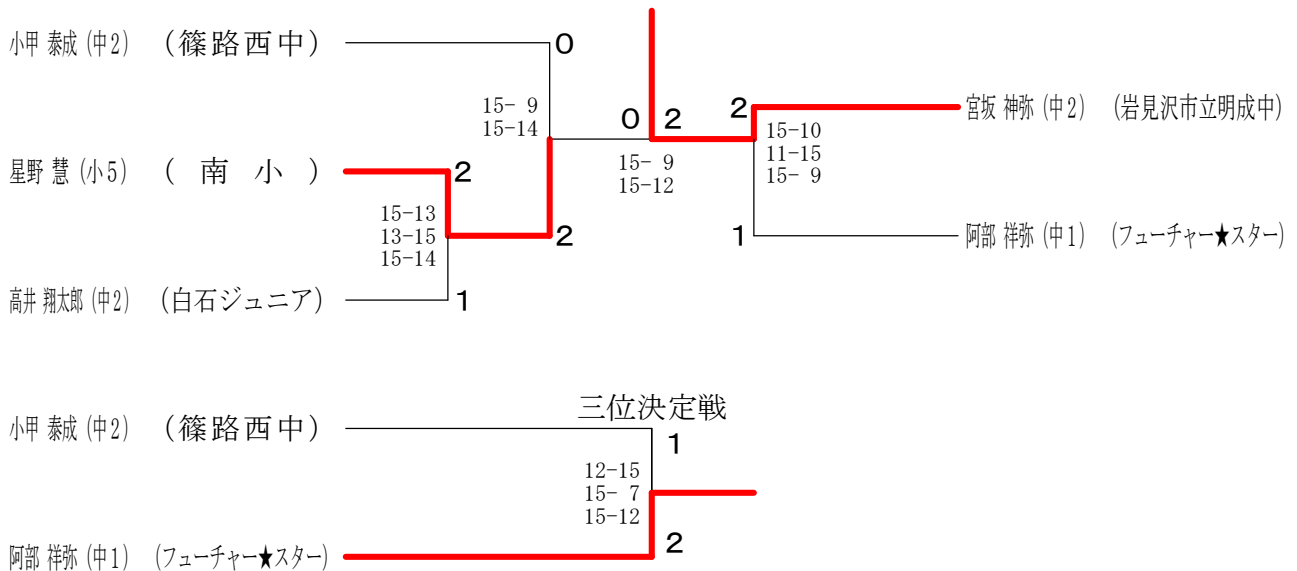 小甲 泰成 (中2) (篠路西中)
0
15- 9
15-14
星野 慧 (小5) ( 南 小 )
2
15-13
13-15
15-14
2
高井 翔太郎 (中2) (白石ジュニア)
1
0 2
15- 9
15-12
2
宮坂 神弥 (中2) (岩見沢市立明成中)
15-10
11-15
15- 9
1
阿部 祥弥 (中1) (フューチャー★スター)
三位決定戦
小甲 泰成 (中2) (篠路西中)
1
12-15
15- 7
15-12
2
阿部 祥弥 (中1) (フューチャー★スター)